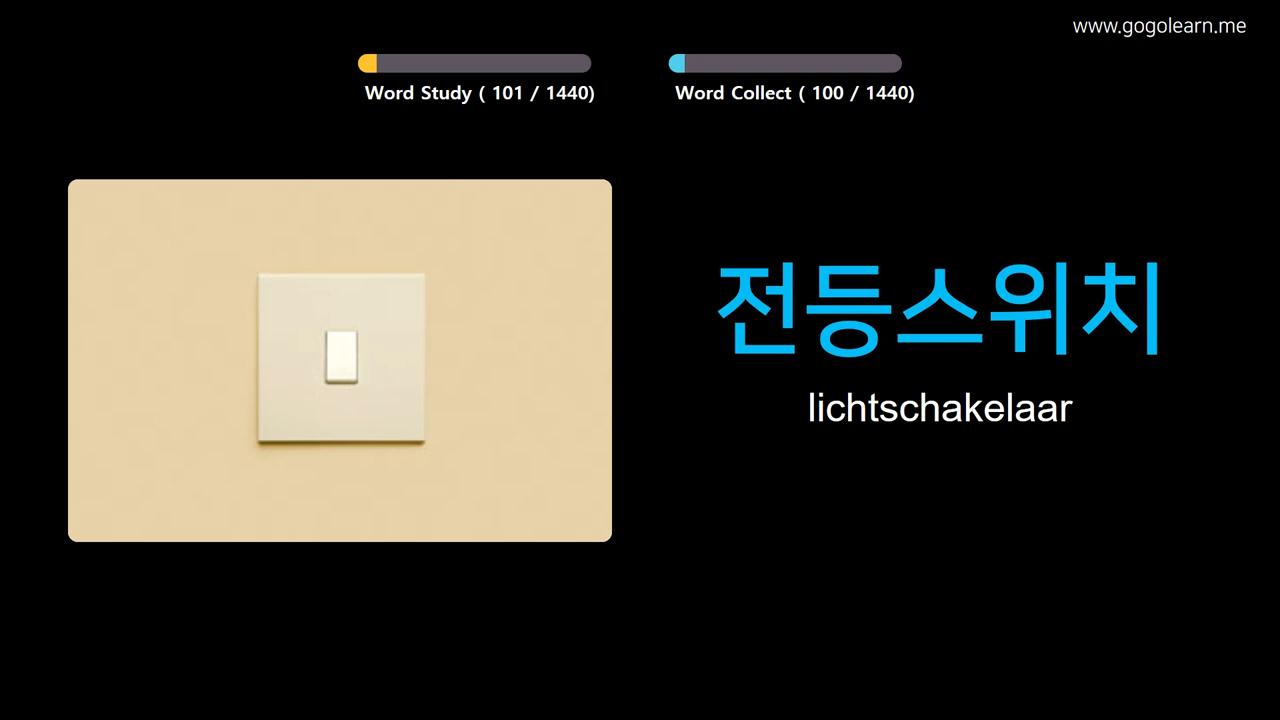 www.gogolearn.me
Word Study ( 101 / 1440)
Word Collect ( 100 / 1440)
전등스위치
lichtschakelaar